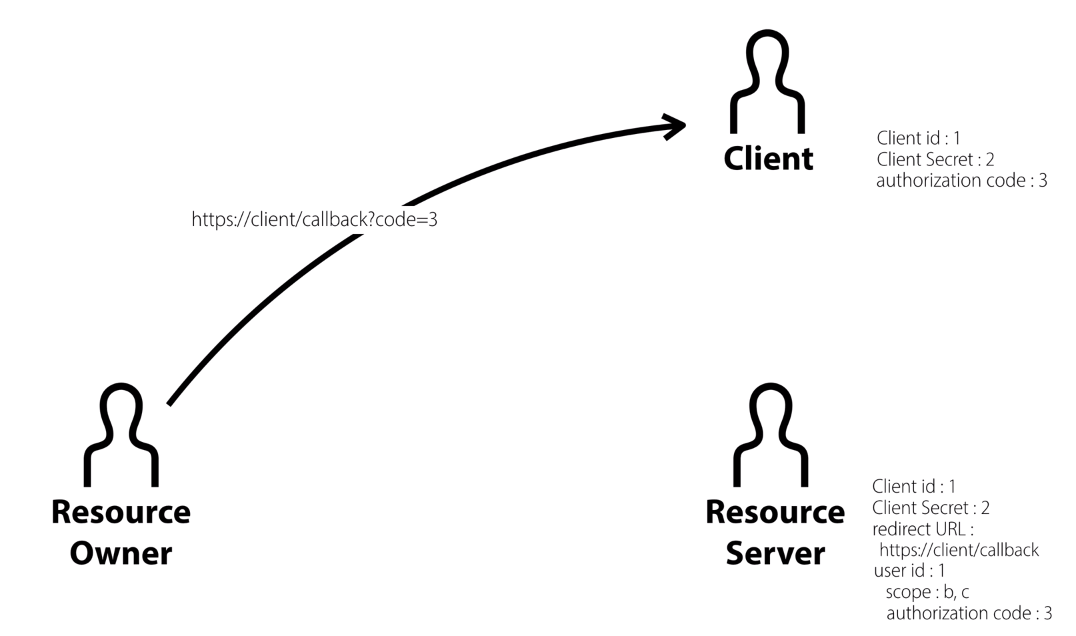 Client
Client id : 1
Client Secret : 2
authorization code : 3
https://client/callback?code=3
Resource
Owner
Resource
Server
Client id : 1
Client Secret : 2
redirect URL :
https://client/callback
user id : 1
scope : b, c
authorization code : 3